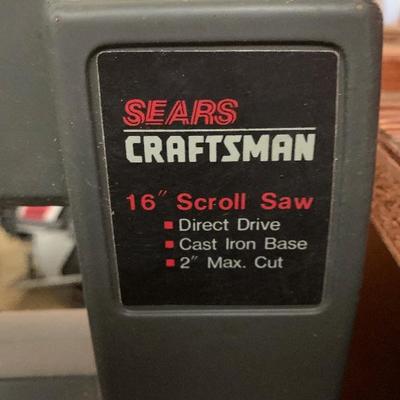 SEARS
CRAFTSMAN
16" Scroll Saw
▪ Direct Drive
▪ Cast Iron Base
▪ 2" Max. Cut